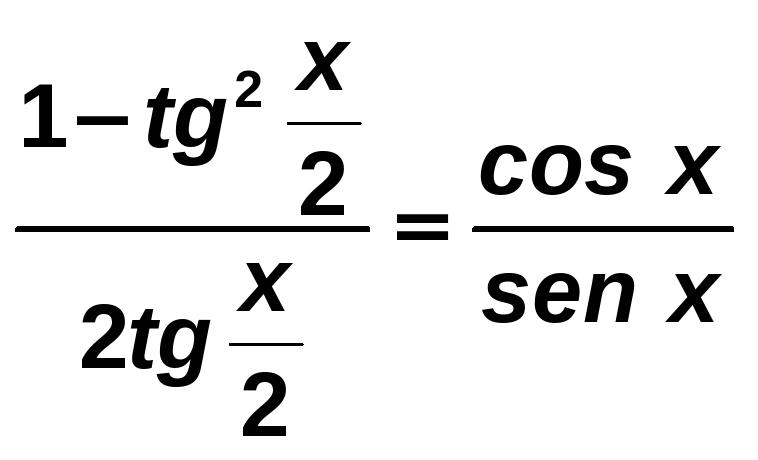 1 − tg² x/2
2tg x/2
=
cos x
sen x